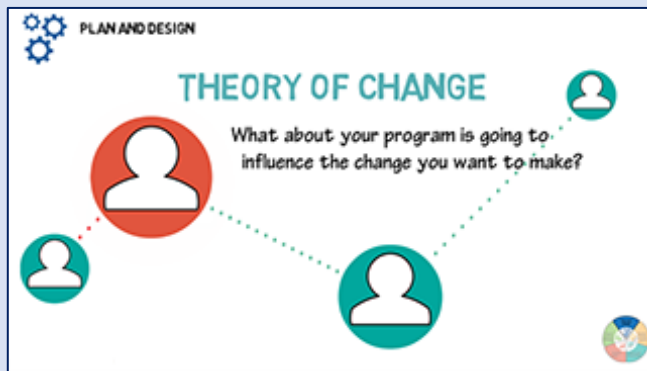 PLAN AND DESIGN
THEORY OF CHANGE
What about your program is going to
influence the change you want to make?